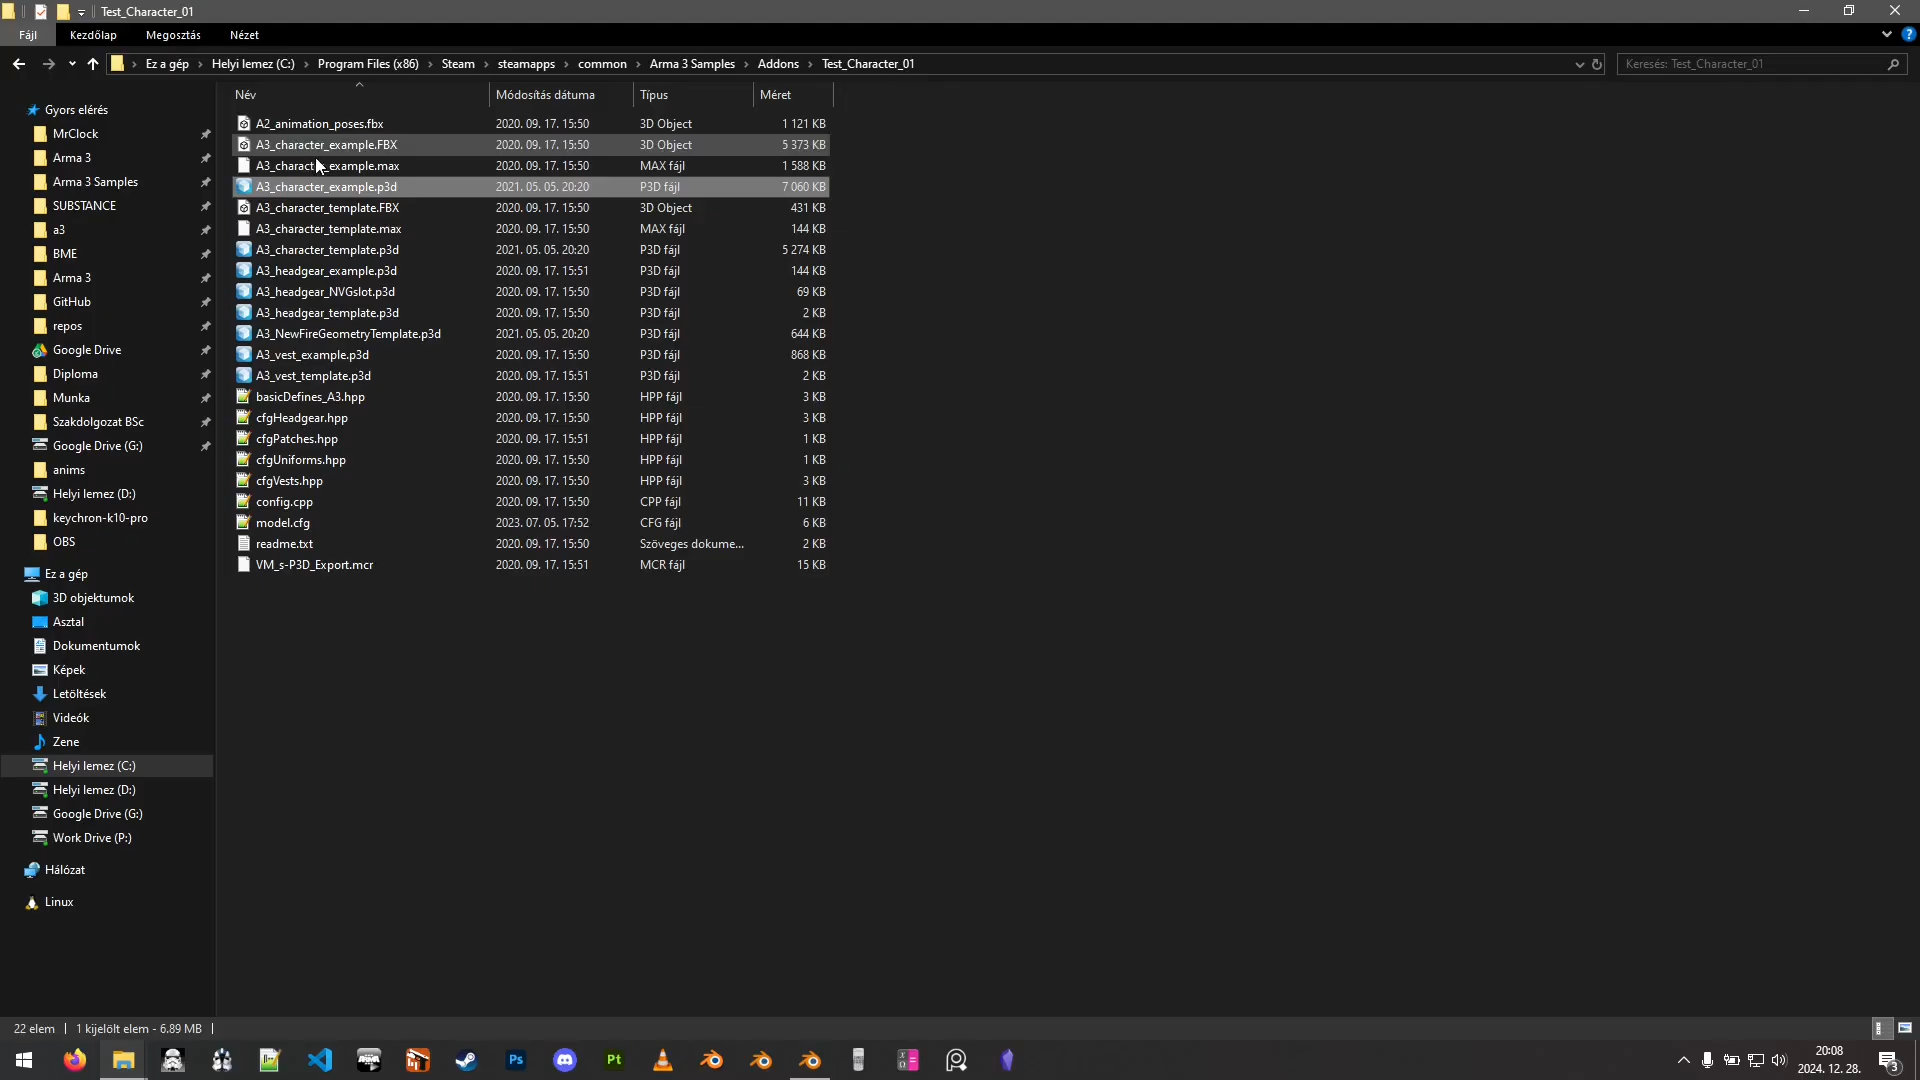 Test_Character_01
Fájl Kezdőlap Megosztás Nézet
Ez a gép Helyi lemez (C:) Program Files (x86) Steam steamapps common Arma 3 Samples Addons Test_Character_01
Keresés: Test_Character_01
Gyors elérés
MrClock
Arma 3
Arma 3 Samples
SUBSTANCE
a3
BME
Arma 3
GitHub
repos
Google Drive
Diploma
Munka
Szakdolgozat BSc
Google Drive (G:)
anims
Helyi lemez (D:)
keychron-k10-pro
OBS
Ez a gép
3D objektumok
Asztal
Dokumentumok
Képek
Letöltések
Videók
Zene
Helyi lemez (C:)
Helyi lemez (D:)
Google Drive (G:)
Work Drive (P:)
Hálózat
Linux
Név Módosítás dátuma Típus Méret
A2_animation_poses.fbx 2020. 09. 17. 15:50 3D Object 1 121 KB
A3_character_example.FBX 2020. 09. 17. 15:50 3D Object 5 373 KB
A3_character_example.max 2020. 09. 17. 15:50 MAX fájl 1 588 KB
A3_character_example.p3d 2021. 05. 05. 20:20 P3D fájl 7 060 KB
A3_character_template.FBX 2020. 09. 17. 15:50 3D Object 431 KB
A3_character_template.max 2020. 09. 17. 15:50 MAX fájl 144 KB
A3_character_template.p3d 2021. 05. 05. 20:20 P3D fájl 5 274 KB
A3_headgear_example.p3d 2020. 09. 17. 15:51 P3D fájl 144 KB
A3_headgear_NVGslot.p3d 2020. 09. 17. 15:50 P3D fájl 69 KB
A3_headgear_template.p3d 2020. 09. 17. 15:50 P3D fájl 2 KB
A3_NewFireGeometryTemplate.p3d 2021. 05. 05. 20:20 P3D fájl 644 KB
A3_vest_example.p3d 2020. 09. 17. 15:50 P3D fájl 868 KB
A3_vest_template.p3d 2020. 09. 17. 15:51 P3D fájl 2 KB
basicDefines_A3.hpp 2020. 09. 17. 15:50 HPP fájl 3 KB
cfgHeadgear.hpp 2020. 09. 17. 15:50 HPP fájl 3 KB
cfgPatches.hpp 2020. 09. 17. 15:51 HPP fájl 1 KB
cfgUniforms.hpp 2020. 09. 17. 15:50 HPP fájl 1 KB
cfgVests.hpp 2020. 09. 17. 15:50 HPP fájl 3 KB
config.cpp 2020. 09. 17. 15:50 CPP fájl 11 KB
model.cfg 2023. 07. 05. 17:52 CFG fájl 6 KB
readme.txt 2020. 09. 17. 15:50 Szöveges dokume... 2 KB
VM_s-P3D_Export.mcr 2020. 09. 17. 15:51 MCR fájl 15 KB
22 elem 1 kijelölt elem - 6.89 MB
Ps Pt
20:08
2024. 12. 28.
3